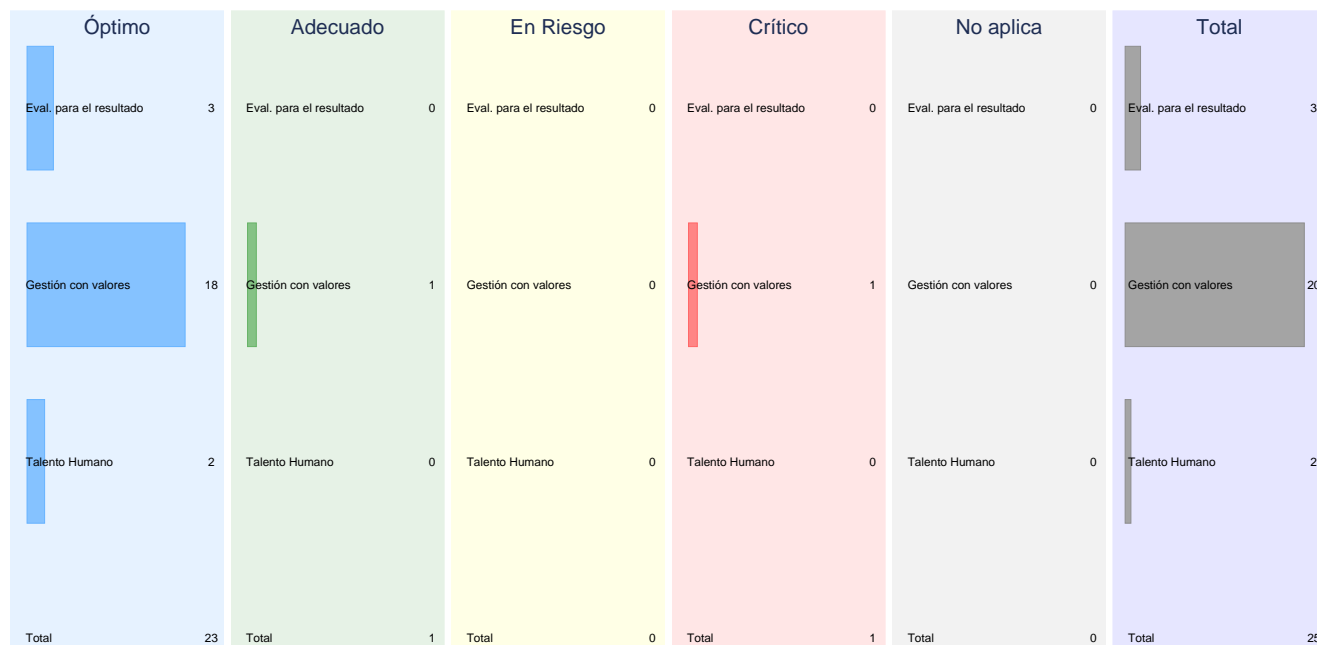 Óptimo Adecuado En Riesgo Crítico No aplica Total
Eval. para el resultado 3 Eval. para el resultado 0 Eval. para el resultado 0 Eval. para el resultado 0 Eval. para el resultado 0 Eval. para el resultado 3
Gestión con valores 18 Gestión con valores 1 Gestión con valores 0 Gestión con valores 1 Gestión con valores 0 Gestión con valores 20
Talento Humano 2 Talento Humano 0 Talento Humano 0 Talento Humano 0 Talento Humano 0 Talento Humano 2
Total 23 Total 1 Total 0 Total 1 Total 0 Total 25